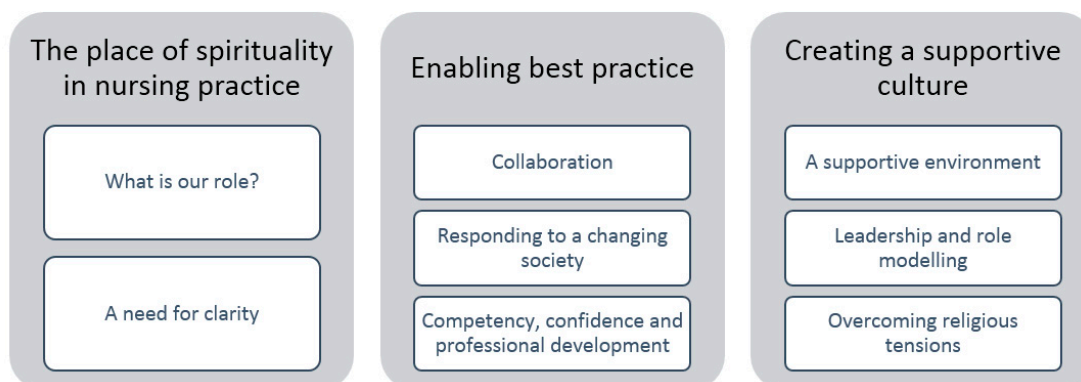 The place of spirituality
in nursing practice
What is our role?
A need for clarity
Enabling best practice
Collaboration
Responding to a changing
society
Competency, confidence and
professional development
Creating a supportive
culture
A supportive environment
Leadership and role
modelling
Overcoming religious
tensions